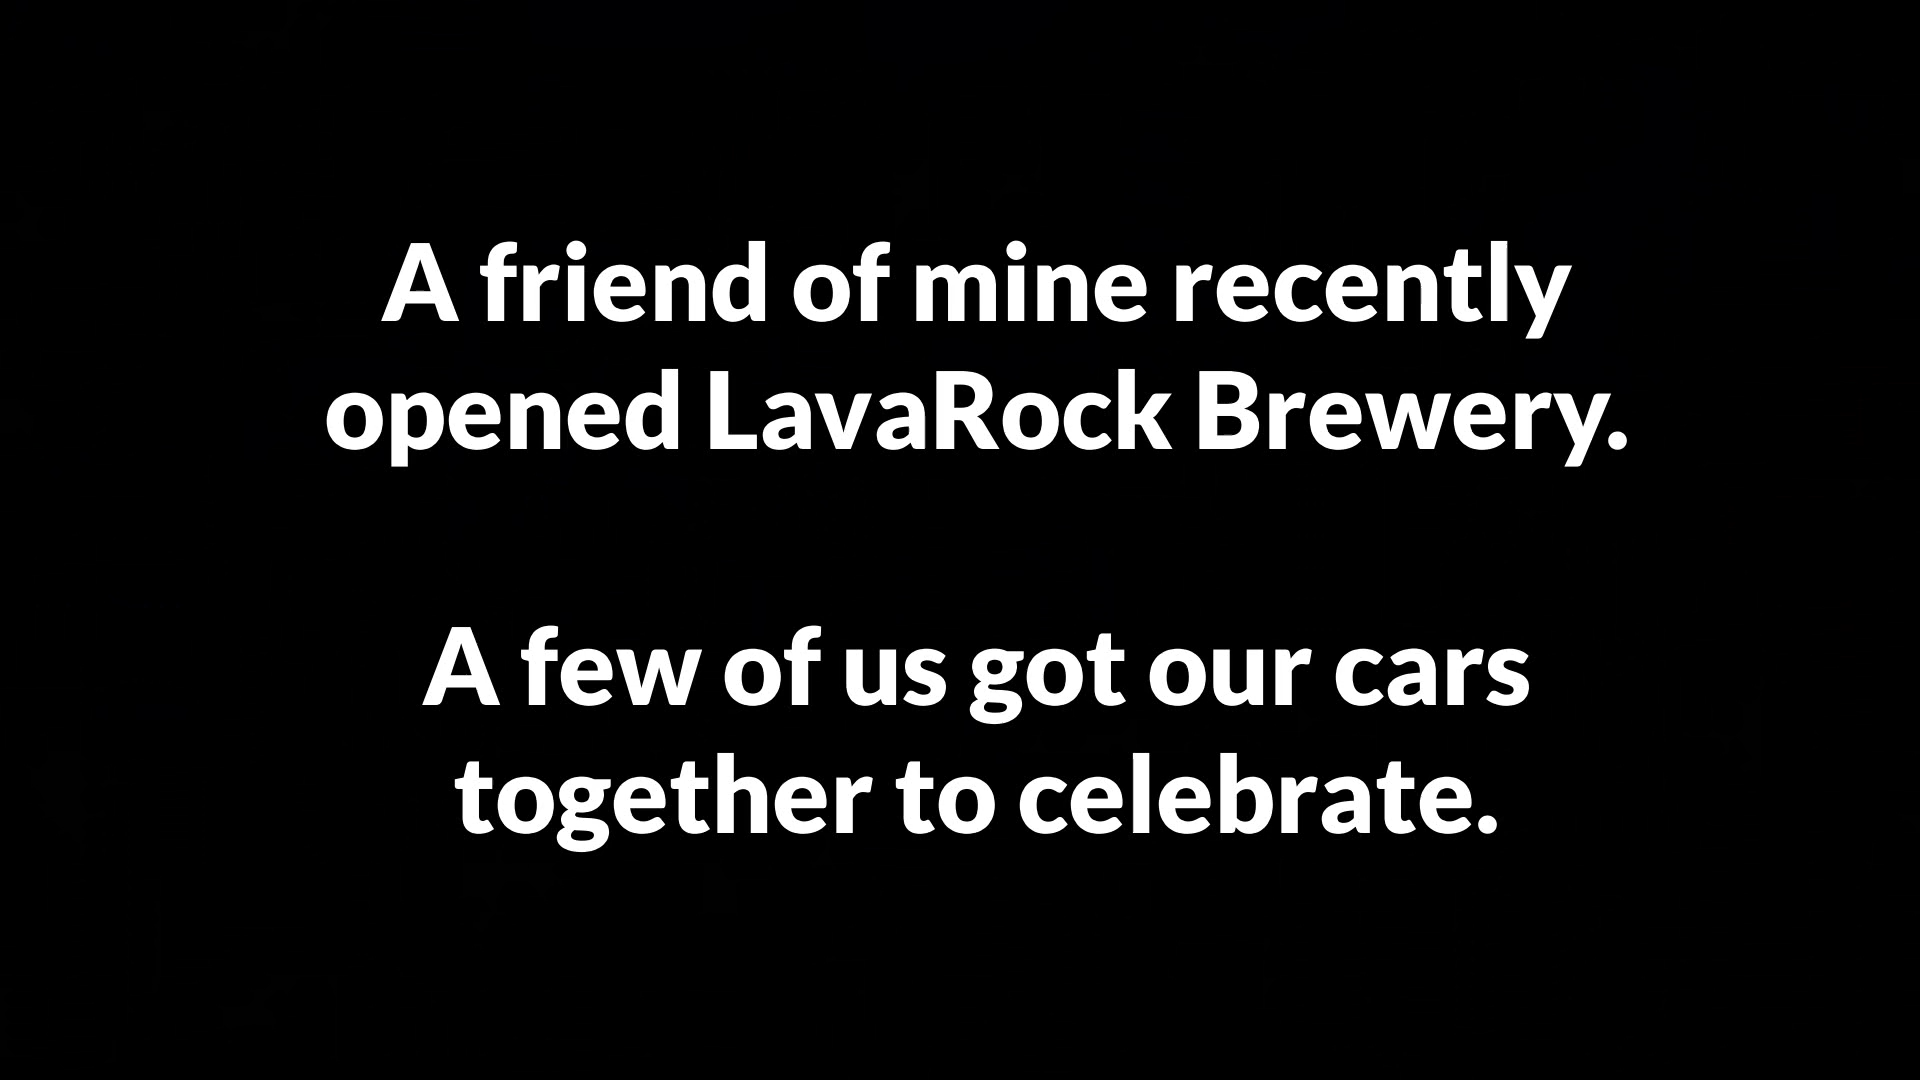 A friend of mine recently
opened LavaRock Brewery.
A few of us got our cars
together to celebrate.